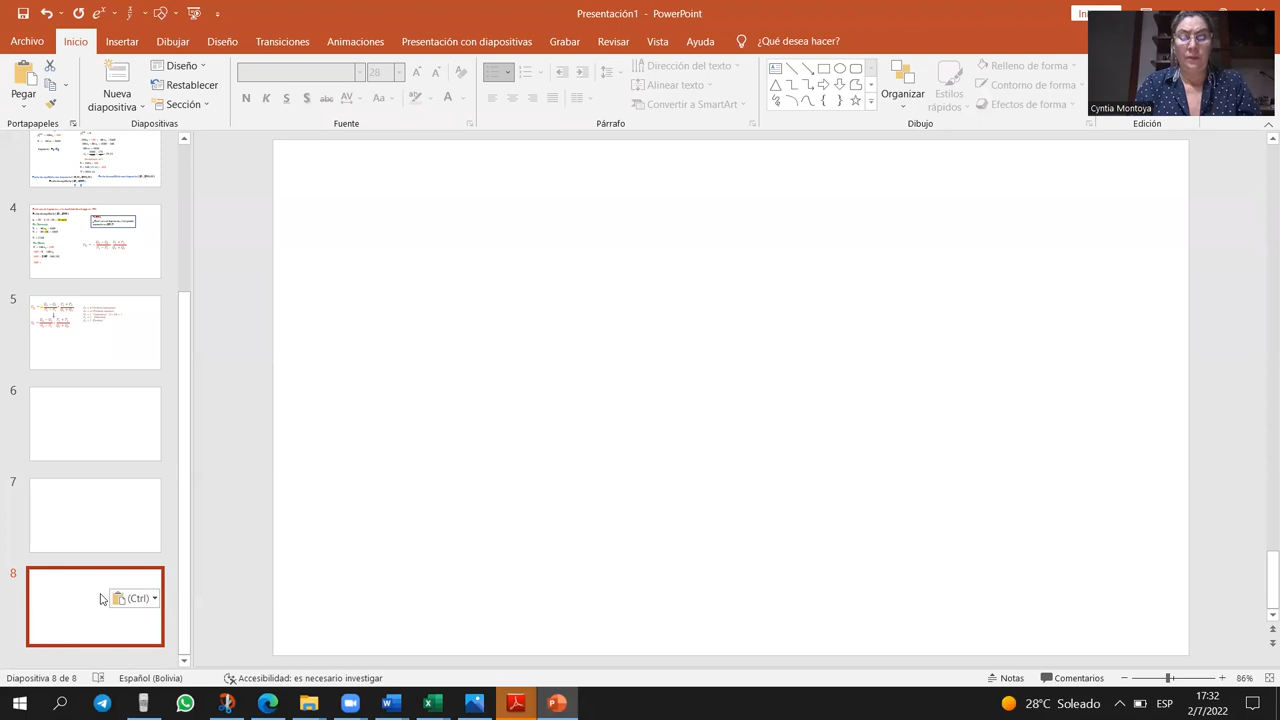 Presentación1 - PowerPoint
Archivo Inicio Insertar Dibujar Diseño Transiciones Animaciones Presentación con diapositivas Grabar Revisar Vista Ayuda ¿Qué desea hacer?
Pegar
Portapapeles
Nueva diapositiva
Diseño
Restablecer
Sección
Diapositivas
28
N K S S ab AV
Aa
A
Fuente
Dirección del texto
Alinear texto
Convertir a SmartArt
Párrafo
Organizar
Estilos rápidos
Relleno de forma
Contorno de forma
Efectos de forma
Dibujo
Edición
Cyntia Montoya
4
5
6
7
8
(Ctrl)
Diapositiva 8 de 8 Español (Bolivia) Accesibilidad: es necesario investigar Notas Comentarios 86%
28°C Soleado ESP 17:32
2/7/2022